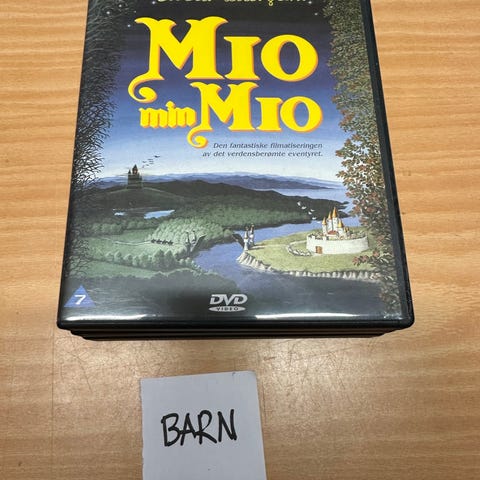 MIO
min MIO
Den fantastiske filmatiseringen
av det verdensberømte eventyret.
7
DVD
VIDEO
BARN